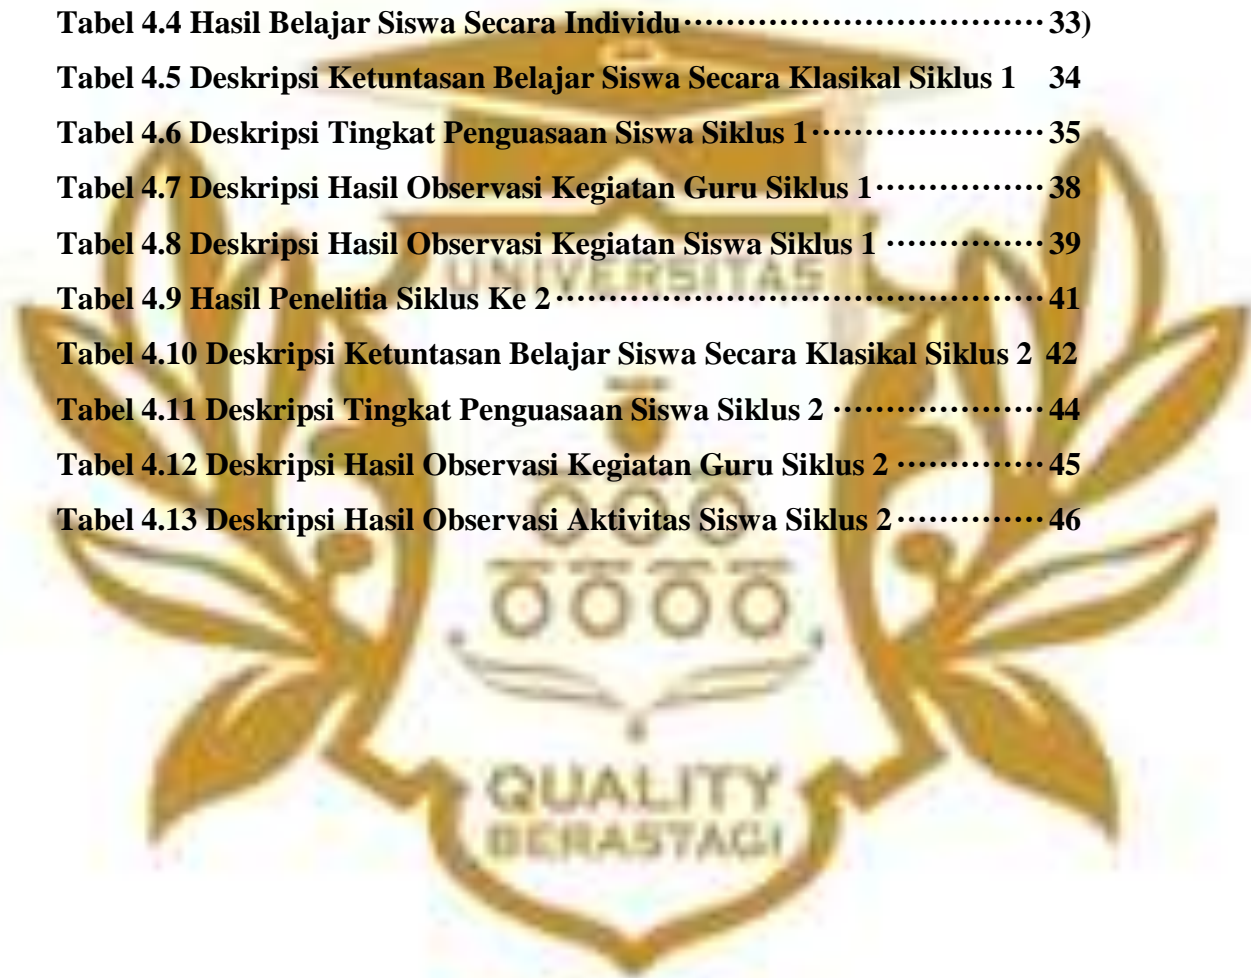 Tabel 4.4 Hasil Belajar Siswa Secara Individu································· 33)
Tabel 4.5 Deskripsi Ketuntasan Belajar Siswa Secara Klasikal Siklus 1 34
Tabel 4.6 Deskripsi Tingkat Penguasaan Siswa Siklus 1····················· 35
Tabel 4.7 Deskripsi Hasil Observasi Kegiatan Guru Siklus 1················ 38
Tabel 4.8 Deskripsi Hasil Observasi Kegiatan Siswa Siklus 1 ··············· 39
UNIVERSITAS
Tabel 4.9 Hasil Penelitia Siklus Ke 2············································· 41
Tabel 4.10 Deskripsi Ketuntasan Belajar Siswa Secara Klasikal Siklus 2 42
Tabel 4.11 Deskripsi Tingkat Penguasaan Siswa Siklus 2 ···················· 44
Tabel 4.12 Deskripsi Hasil Observasi Kegiatan Guru Siklus 2 ·············· 45
Tabel 4.13 Deskripsi Hasil Observasi Aktivitas Siswa Siklus 2·············· 46
QUALITY
BERASTAGI